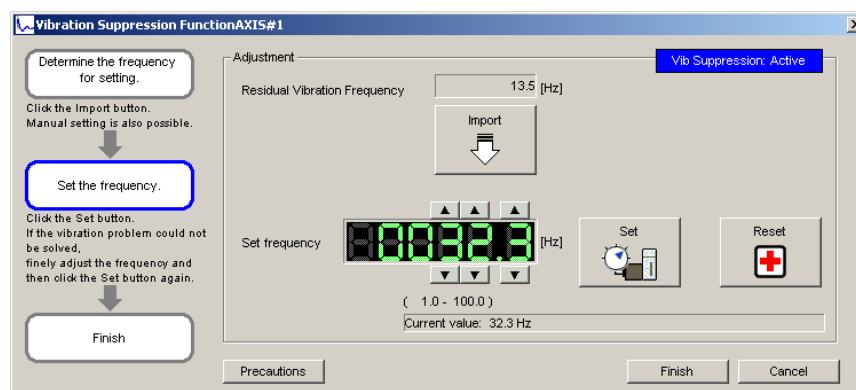 Vibration Suppression FunctionAXIS#1
Determine the frequency
for setting.
Click the Import button.
Manual setting is also possible.
Set the frequency.
Click the Set button.
If the vibration problem could not
be solved,
finely adjust the frequency and
then click the Set button again.
Finish
Adjustment
Vib Suppression: Active
Residual Vibration Frequency 13.5 [Hz]
Import
Set frequency 0032.3 [Hz]
Set
Reset
( 1.0 - 100.0 )
Current value: 32.3 Hz
Precautions
Finish
Cancel